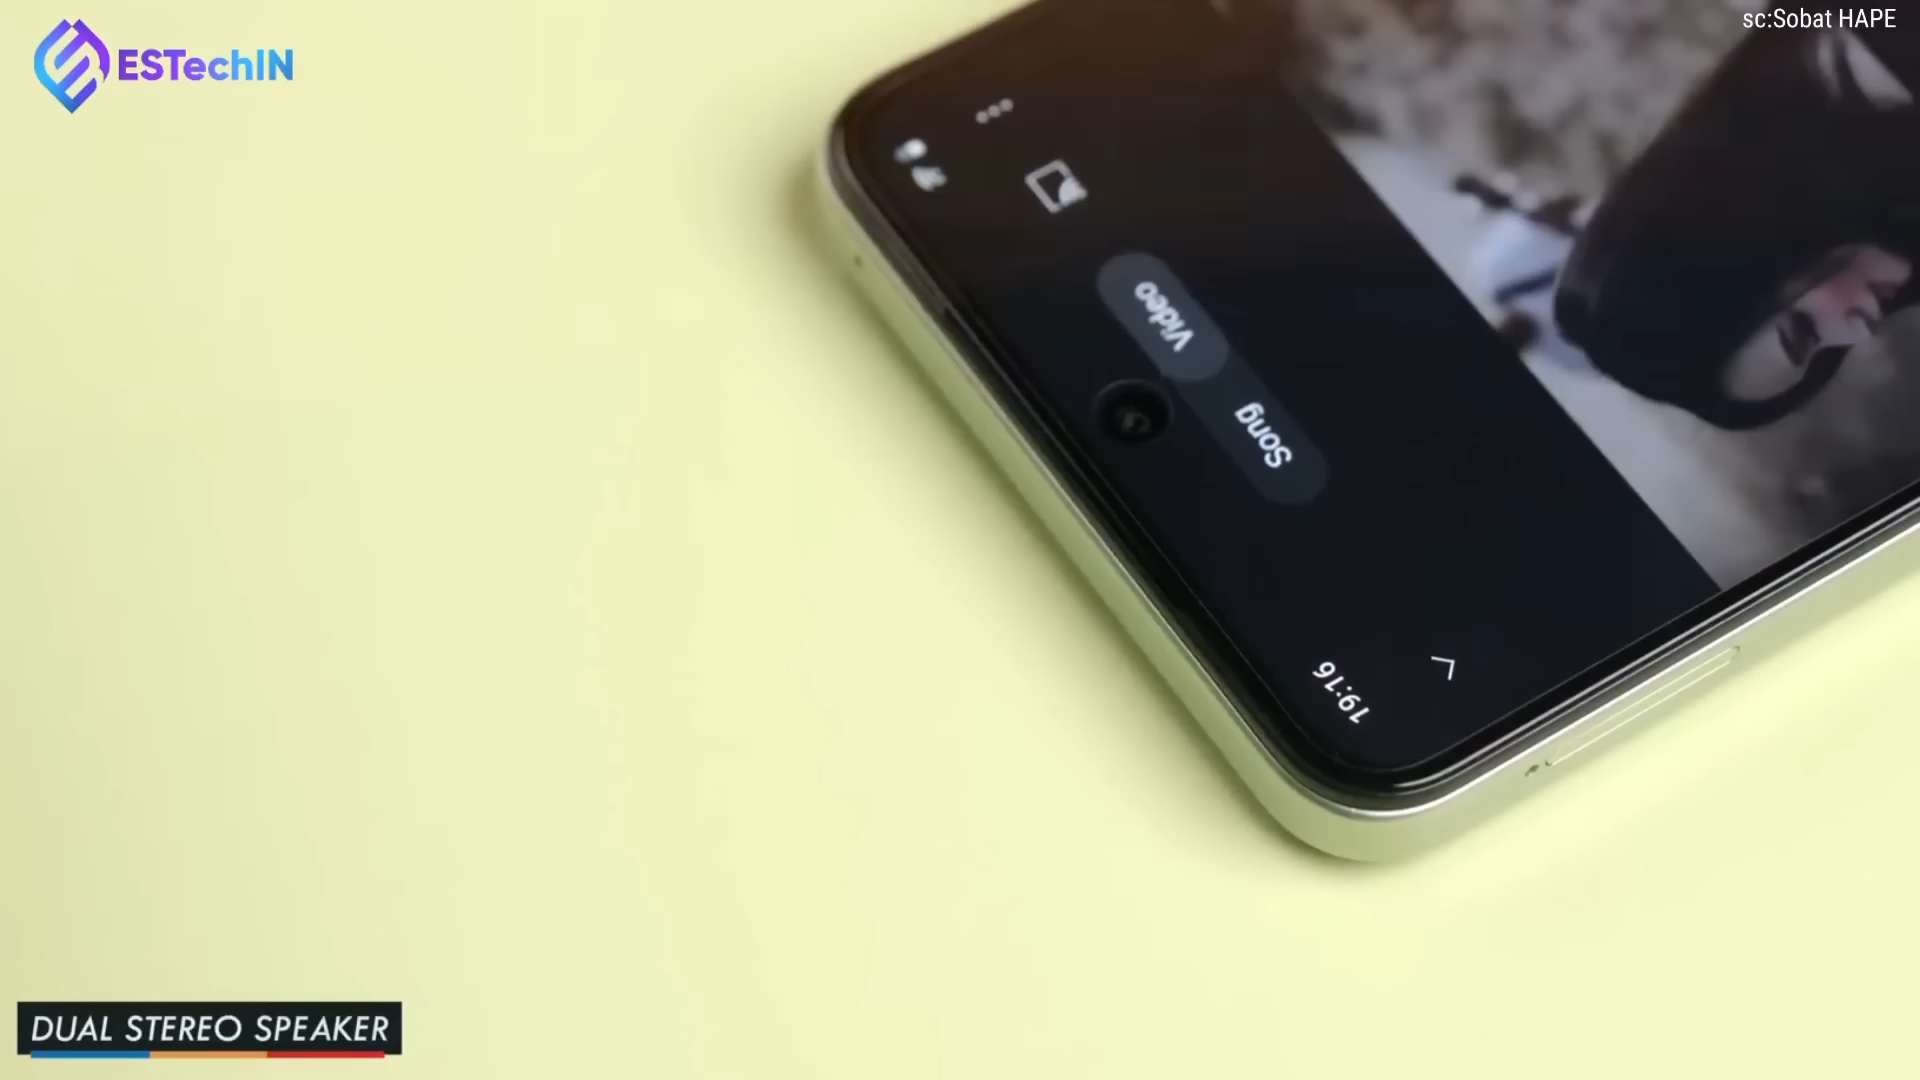 ESTechIN
sc:Sobat HAPE
Video
Song
19:16
DUAL STEREO SPEAKER